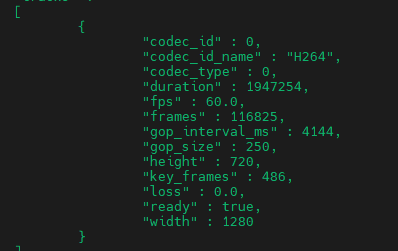 [
{
"codec_id" : 0,
"codec_id_name" : "H264",
"codec_type" : 0,
"duration" : 1947254,
"fps" : 60.0,
"frames" : 116825,
"gop_interval_ms" : 4144,
"gop_size" : 250,
"height" : 720,
"key_frames" : 486,
"loss" : 0.0,
"ready" : true,
"width" : 1280
}